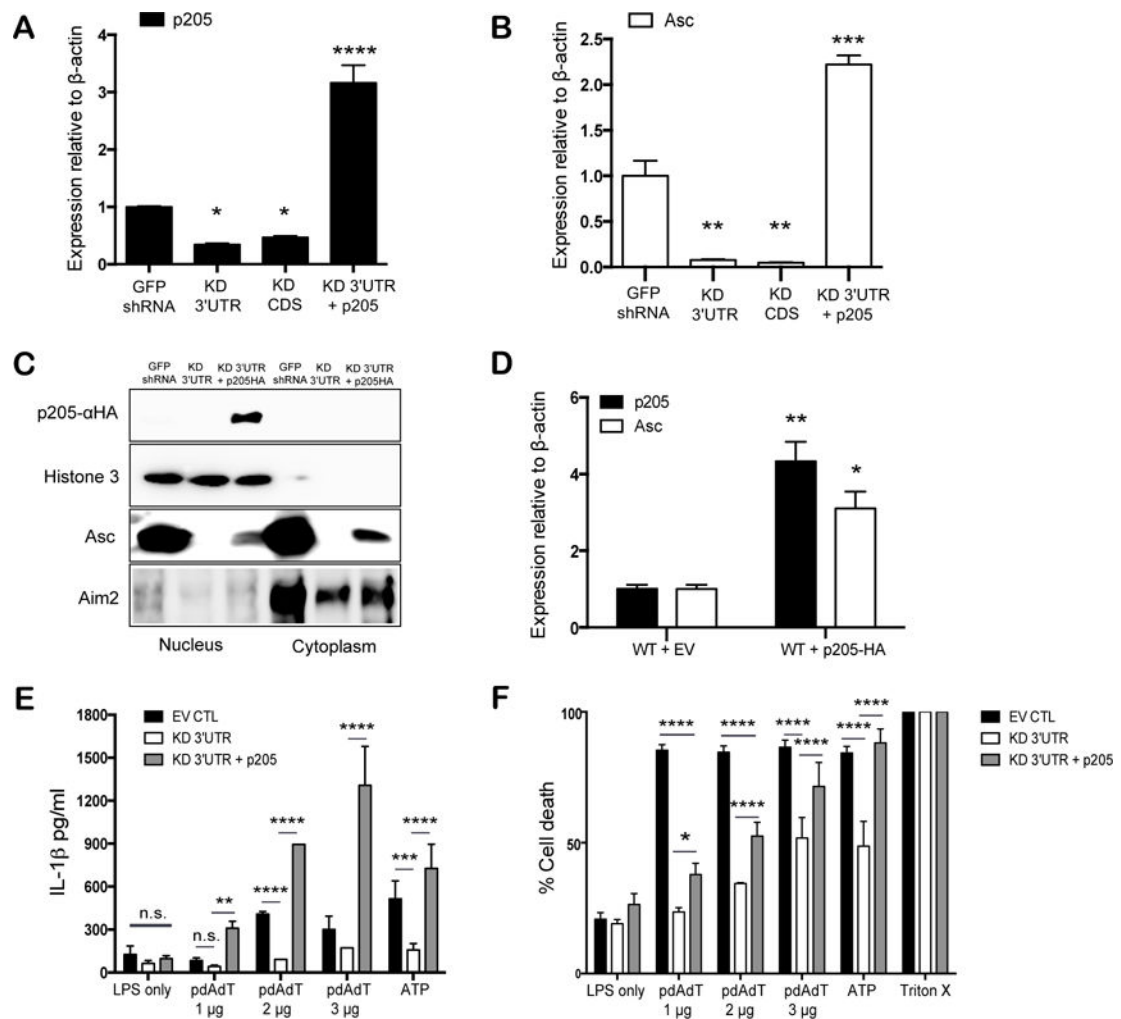 A
p205
Expression relative to β-actin
4
3
2
1
0
*
*
****
GFP shRNA
KD 3'UTR
KD CDS
KD 3'UTR + p205
B
Asc
Expression relative to β-actin
2.5
2.0
1.5
1.0
0.5
0.0
**
**
***
GFP shRNA
KD 3'UTR
KD CDS
KD 3'UTR + p205
C
GFP shRNA
KD 3'UTR
KD 3'UTR + p205HA
GFP shRNA
KD 3'UTR
KD 3'UTR + p205HA
p205-αHA
Histone 3
Asc
Aim2
Nucleus
Cytoplasm
D
p205
Asc
Expression relative to β-actin
6
4
2
0
**
*
WT + EV
WT + p205-HA
E
EV CTL
KD 3'UTR
KD 3'UTR + p205
IL-1β pg/ml
1800
1500
1200
900
600
300
0
n.s.
n.s.
**
****
****
****
***
****
LPS only
pdAdT 1 μg
pdAdT 2 μg
pdAdT 3 μg
ATP
F
EV CTL
KD 3'UTR
KD 3'UTR + p205
% Cell death
100
50
0
****
*
****
****
****
****
****
****
LPS only
pdAdT 1 μg
pdAdT 2 μg
pdAdT 3 μg
ATP
Triton X